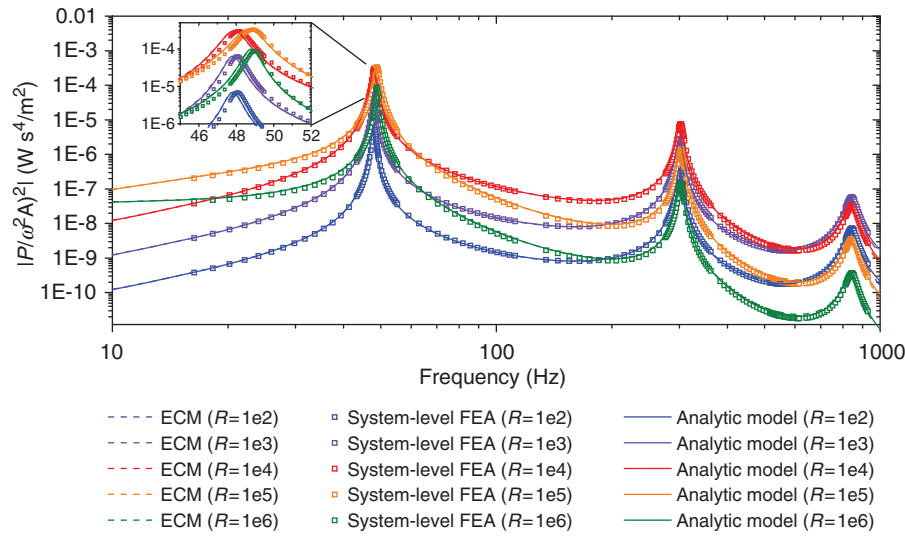 0.01
1E-3
1E-4
1E-5
1E-6
1E-7
1E-8
1E-9
1E-10
|P/ω²A)²| (W s⁴/m²)
1E-4
1E-5
1E-6
46 48 50 52
10 100 1000
Frequency (Hz)
ECM (R=1e2) System-level FEA (R=1e2) Analytic model (R=1e2)
ECM (R=1e3) System-level FEA (R=1e3) Analytic model (R=1e3)
ECM (R=1e4) System-level FEA (R=1e4) Analytic model (R=1e4)
ECM (R=1e5) System-level FEA (R=1e5) Analytic model (R=1e5)
ECM (R=1e6) System-level FEA (R=1e6) Analytic model (R=1e6)